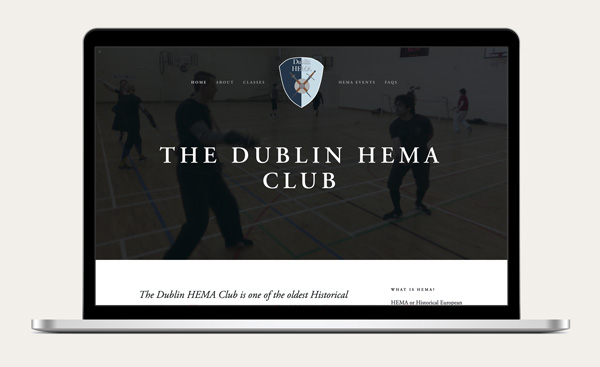 Dublin
HEMA
HOME ABOUT CLASSES HEMA EVENTS FAQS
THE DUBLIN HEMA
CLUB
The Dublin HEMA Club is one of the oldest Historical
WHAT IS HEMA?
HEMA or Historical European